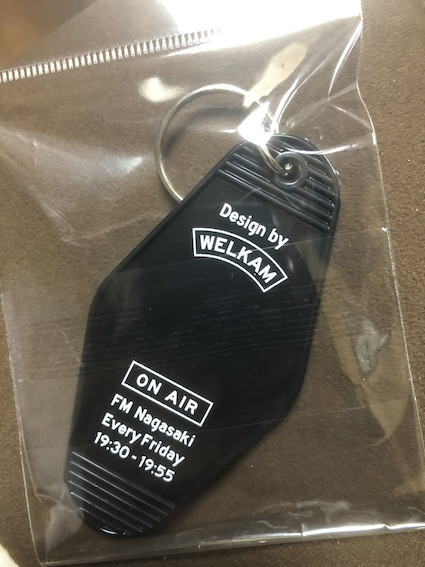 Design by
WELKAM
ON AIR
FM Nagasaki
Every Friday
19:30 - 19:55